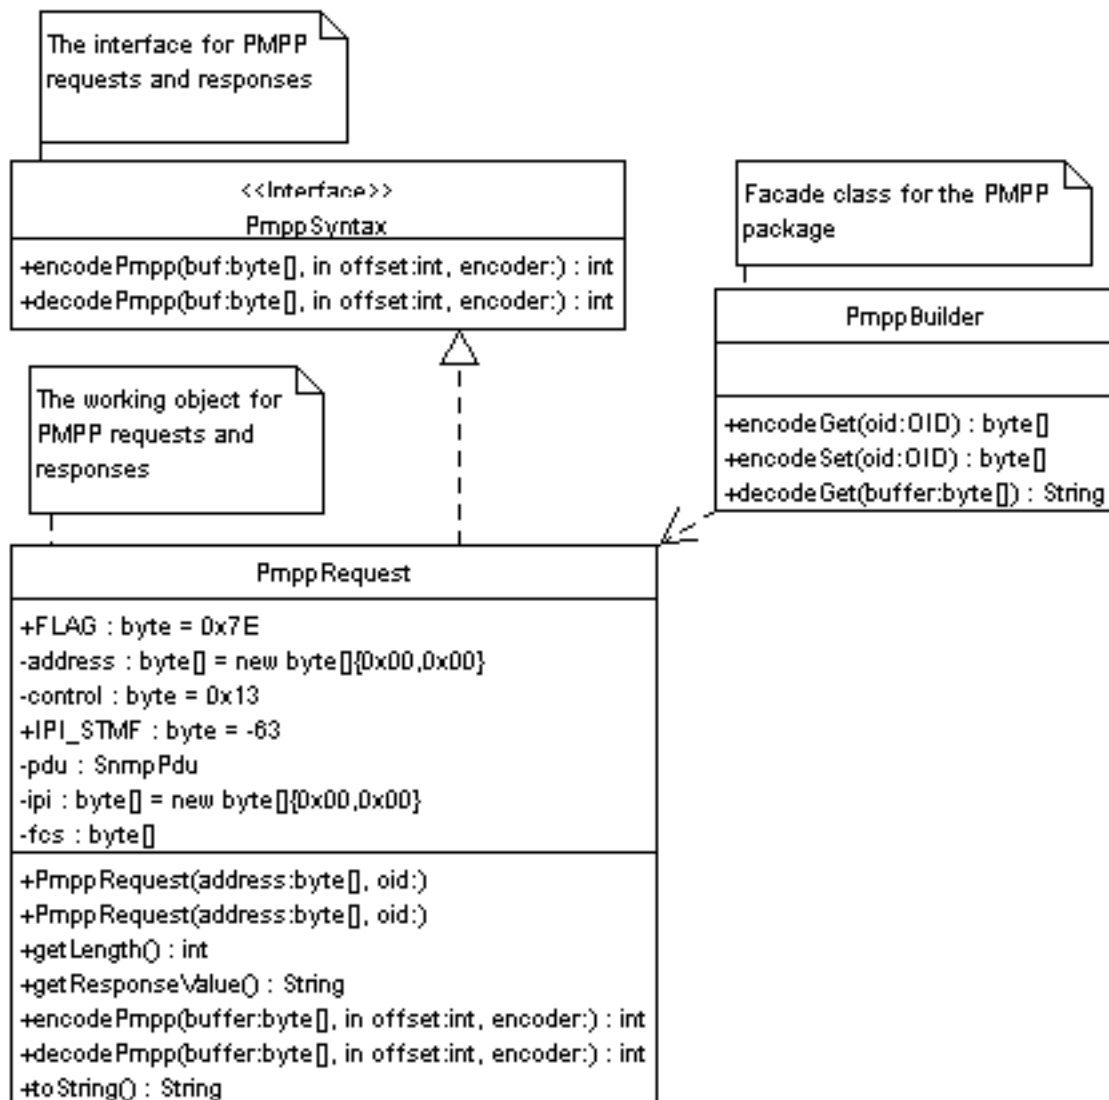 The interface for PMPP
requests and responses
<<Interface>>
PmppSyntax
+encodePmpp(buf:byte[], in offset:int, encoder:) : int
+decodePmpp(buf:byte[], in offset:int, encoder:) : int
Facade class for the PMPP
package
PmppBuilder
+encodeGet(oid:OID) : byte[]
+encodeSet(oid:OID) : byte[]
+decodeGet(buffer:byte[]) : String
The working object for
PMPP requests and
responses
PmppRequest
+FLAG : byte = 0x7E
-address : byte[] = new byte[]{0x00,0x00}
-control : byte = 0x13
+IPI_STMF : byte = -63
-pdu : SnmpPdu
-ipi : byte[] = new byte[]{0x00,0x00}
-fcs : byte[]
+PmppRequest(address:byte[], oid:)
+PmppRequest(address:byte[], oid:)
+getLength() : int
+getResponseValue() : String
+encodePmpp(buffer:byte[], in offset:int, encoder:) : int
+decodePmpp(buffer:byte[], in offset:int, encoder:) : int
+toString() : String